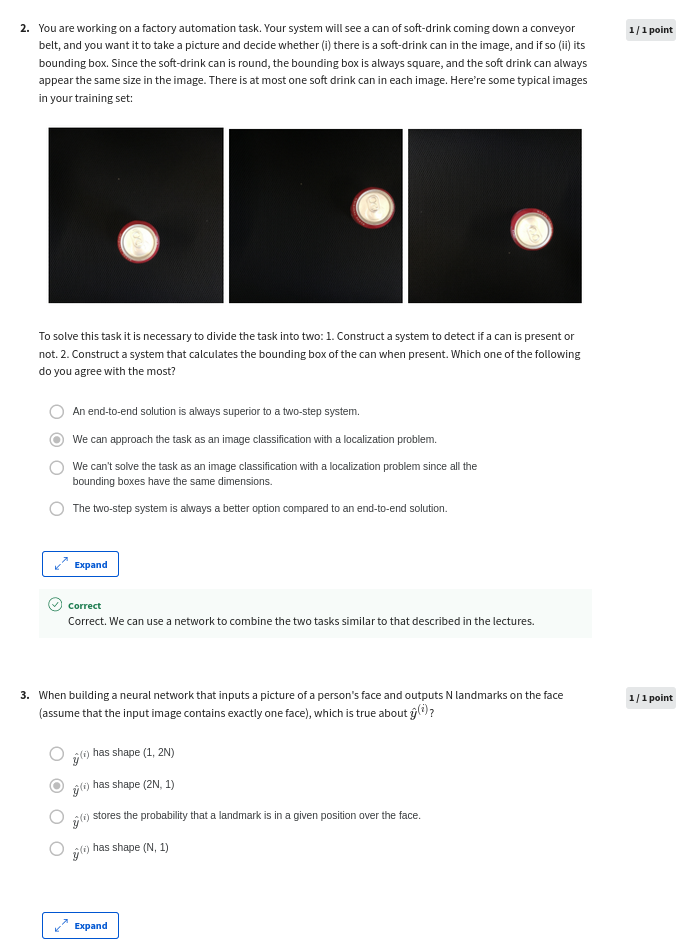 2. You are working on a factory automation task. Your system will see a can of soft-drink coming down a conveyor
1 / 1 point
belt, and you want it to take a picture and decide whether (i) there is a soft-drink can in the image, and if so (ii) its
bounding box. Since the soft-drink can is round, the bounding box is always square, and the soft drink can always
appear the same size in the image. There is at most one soft drink can in each image. Here're some typical images
in your training set:
To solve this task it is necessary to divide the task into two: 1. Construct a system to detect if a can is present or
not. 2. Construct a system that calculates the bounding box of the can when present. Which one of the following
do you agree with the most?
An end-to-end solution is always superior to a two-step system.
We can approach the task as an image classification with a localization problem.
We can't solve the task as an image classification with a localization problem since all the
bounding boxes have the same dimensions.
The two-step system is always a better option compared to an end-to-end solution.
Expand
Correct
Correct. We can use a network to combine the two tasks similar to that described in the lectures.
3. When building a neural network that inputs a picture of a person's face and outputs N landmarks on the face
1 / 1 point
(assume that the input image contains exactly one face), which is true about ŷ⁽ⁱ⁾?
ŷ⁽ⁱ⁾ has shape (1, 2N)
ŷ⁽ⁱ⁾ has shape (2N, 1)
ŷ⁽ⁱ⁾ stores the probability that a landmark is in a given position over the face.
ŷ⁽ⁱ⁾ has shape (N, 1)
Expand